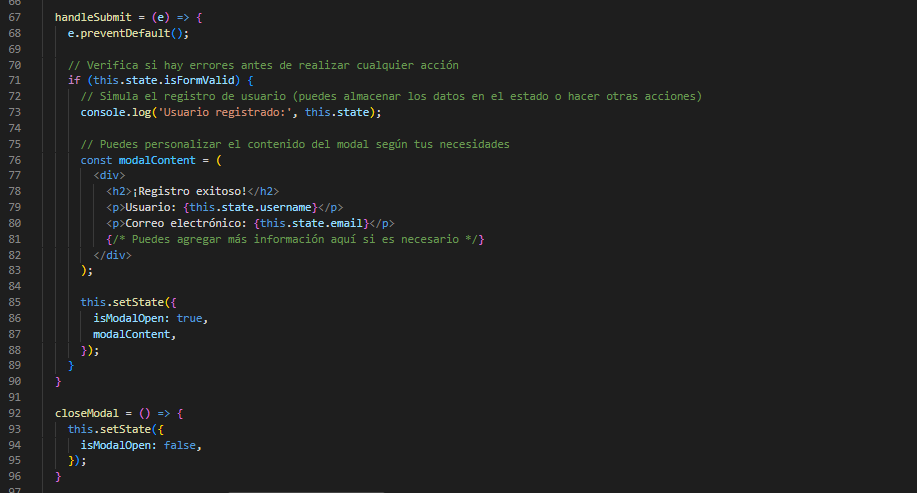 66
67 handleSubmit = (e) => {
68 e.preventDefault();
69
70 // Verifica si hay errores antes de realizar cualquier acción
71 if (this.state.isFormValid) {
72 // Simula el registro de usuario (puedes almacenar los datos en el estado o hacer otras acciones)
73 console.log('Usuario registrado:', this.state);
74
75 // Puedes personalizar el contenido del modal según tus necesidades
76 const modalContent = (
77 <div>
78 <h2>¡Registro exitoso!</h2>
79 <p>Usuario: {this.state.username}</p>
80 <p>Correo electrónico: {this.state.email}</p>
81 {/* Puedes agregar más información aquí si es necesario */}
82 </div>
83 );
84
85 this.setState({
86 isModalOpen: true,
87 modalContent,
88 });
89 }
90 }
91
92 closeModal = () => {
93 this.setState({
94 isModalOpen: false,
95 });
96 }
97